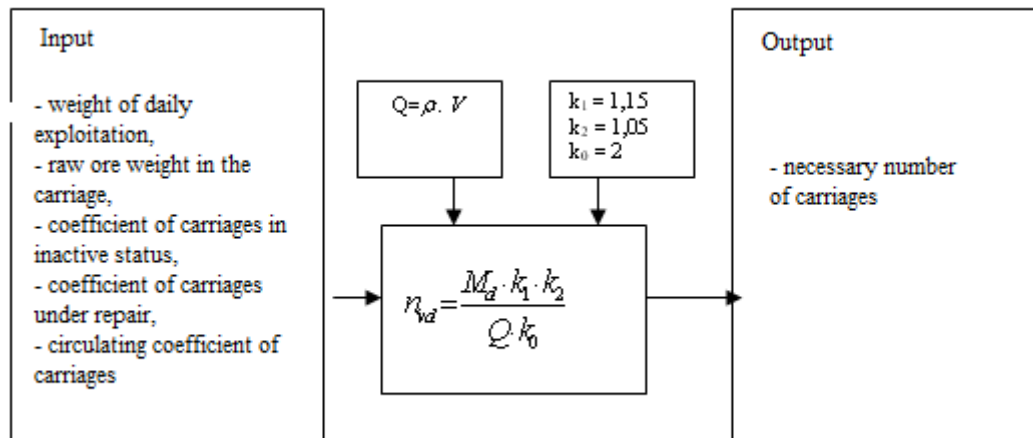 Input
- weight of daily
exploitation,
- raw ore weight in the
carriage,
- coefficient of carriages in
inactive status,
- coefficient of carriages
under repair,
- circulating coefficient of
carriages
Q=ρ. V
k₁ = 1,15
k₂ = 1,05
k₀ = 2
n_vd = (M_d · k₁ · k₂) / (Q · k₀)
Output
- necessary number
of carriages